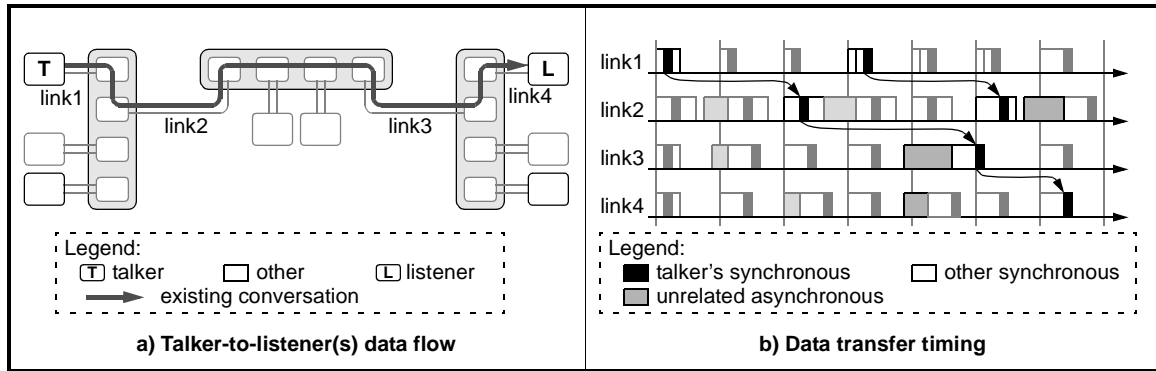 T
L
link1
link4
link2
link3
Legend:
T talker other L listener
existing conversation
a) Talker-to-listener(s) data flow
link1
link2
link3
link4
Legend:
talker's synchronous other synchronous
unrelated asynchronous
b) Data transfer timing